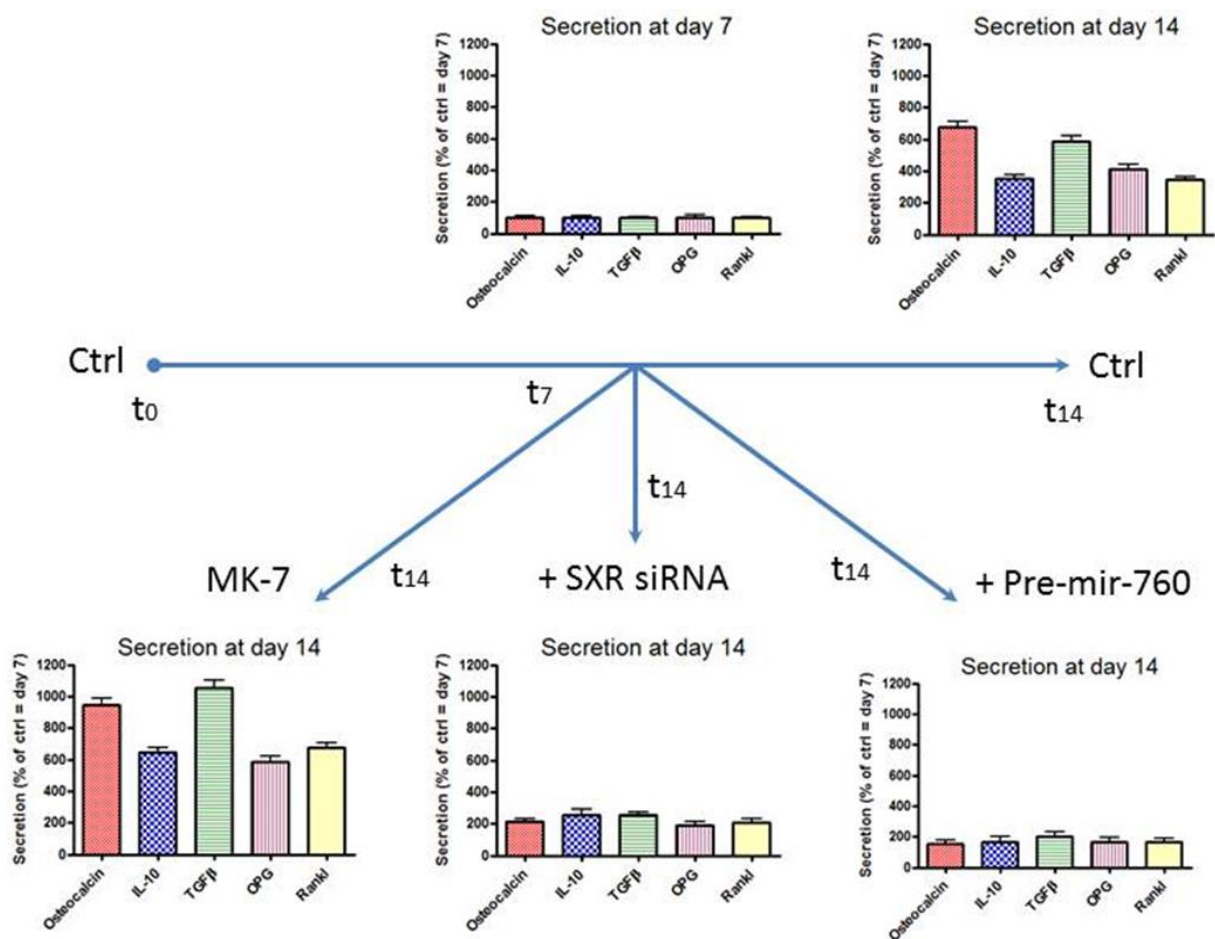 Secretion at day 7
Secretion (% of ctrl = day 7)
1200
1000
800
600
400
200
0
Osteocalcin
IL-10
TGFβ
OPG
Rankl
Secretion at day 14
Secretion (% of ctrl = day 7)
1200
1000
800
600
400
200
0
Osteocalcin
IL-10
TGFβ
OPG
Rankl
Ctrl
t0
t7
Ctrl
t14
t14
MK-7
t14
+ SXR siRNA
t14
+ Pre-mir-760
Secretion at day 14
Secretion (% of ctrl = day 7)
1200
1000
800
600
400
200
0
Osteocalcin
IL-10
TGFβ
OPG
Rankl
Secretion at day 14
Secretion (% of ctrl = day 7)
1200
1000
800
600
400
200
0
Osteocalcin
IL-10
TGFβ
OPG
Rankl
Secretion at day 14
Secretion (% of ctrl = day 7)
1200
1000
800
600
400
200
0
Osteocalcin
IL-10
TGFβ
OPG
Rankl